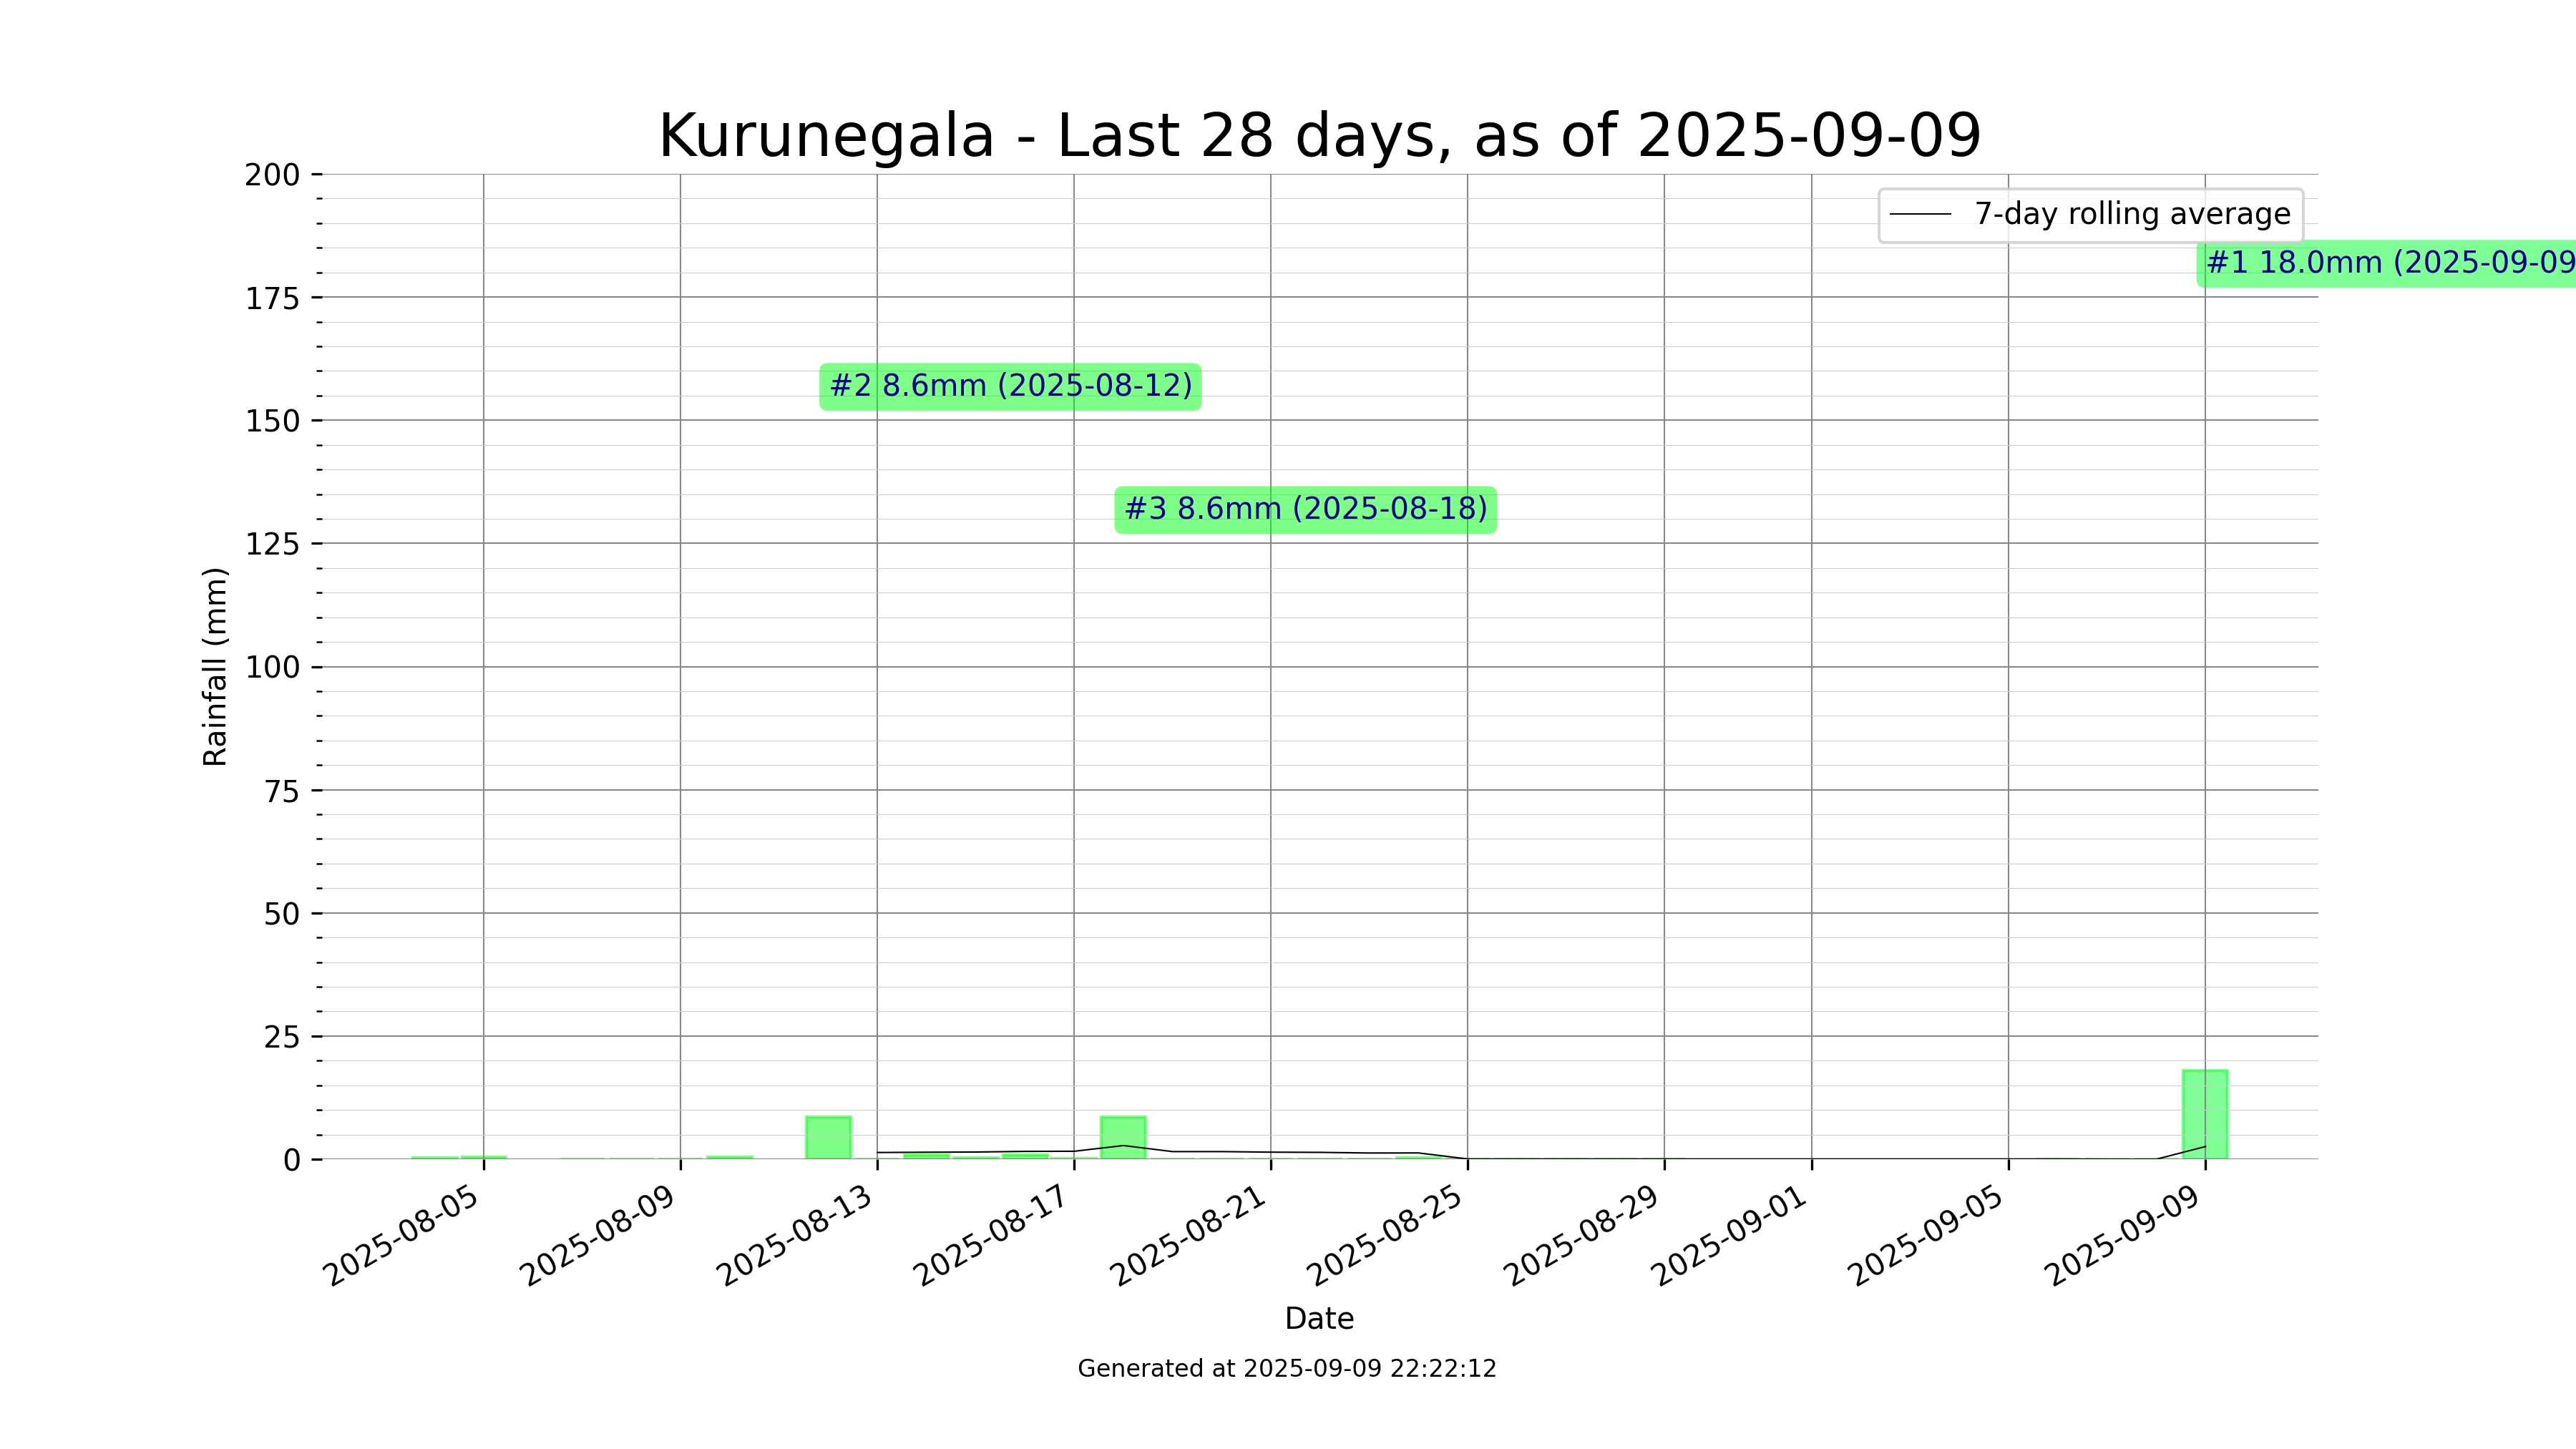 Kurunegala - Last 28 days, as of 2025-09-09
200
175
150
125
100
75
50
25
0
Rainfall (mm)
7-day rolling average
#1 18.0mm (2025-09-09
#2 8.6mm (2025-08-12)
#3 8.6mm (2025-08-18)
2025-08-05
2025-08-09
2025-08-13
2025-08-17
2025-08-21
2025-08-25
2025-08-29
2025-09-01
2025-09-05
2025-09-09
Date
Generated at 2025-09-09 22:22:12